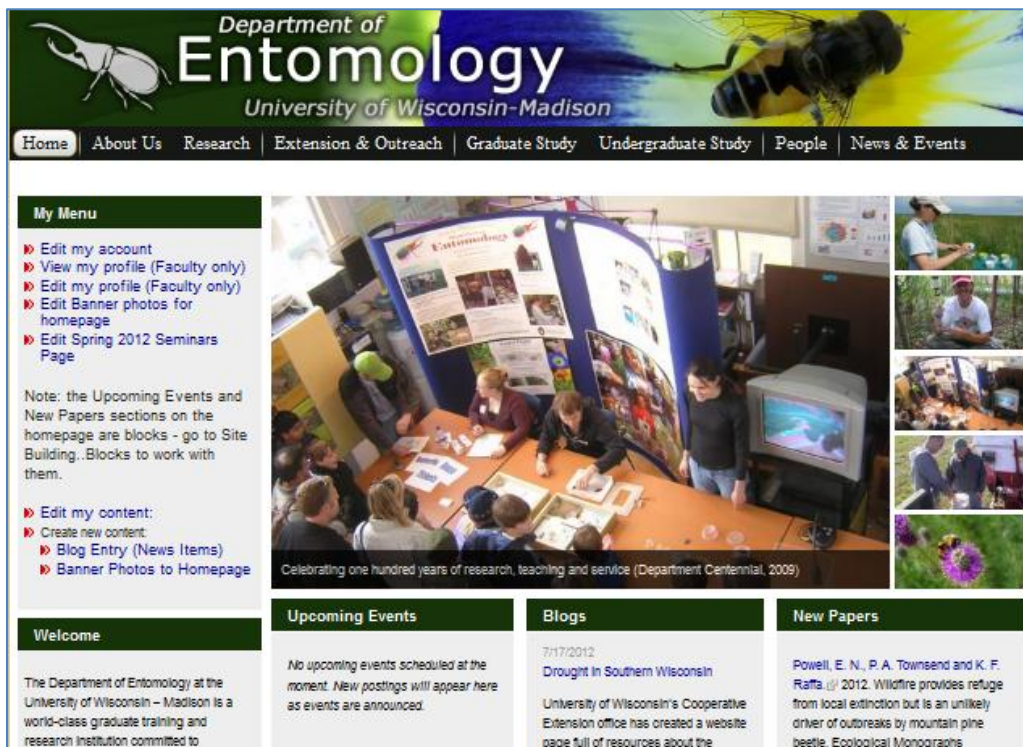 Department of
Entomology
University of Wisconsin-Madison
Home About Us Research Extension & Outreach Graduate Study Undergraduate Study People News & Events
My Menu
Edit my account
View my profile (Faculty only)
Edit my profile (Faculty only)
Edit Banner photos for
homepage
Edit Spring 2012 Seminars
Page
Note: the Upcoming Events and
New Papers sections on the
homepage are blocks - go to Site
Building..Blocks to work with
them.
Edit my content:
Create new content:
Blog Entry (News Items)
Banner Photos to Homepage
Entomology
Celebrating one hundred years of research, teaching and service (Department Centennial, 2009)
Welcome
The Department of Entomology at the
University of Wisconsin – Madison is a
world-class graduate training and
research institution committed to
Upcoming Events
No upcoming events scheduled at the
moment. New postings will appear here
as events are announced.
Blogs
7/17/2012
Drought in Southern Wisconsin
University of Wisconsin's Cooperative
Extension office has created a website
page full of resources about the
New Papers
Powell, E. N., P. A. Townsend and K. F.
Raffa. 2012. Wildfire provides refuge
from local extinction but is an unlikely
driver of outbreaks by mountain pine
beetle. Ecological Monographs